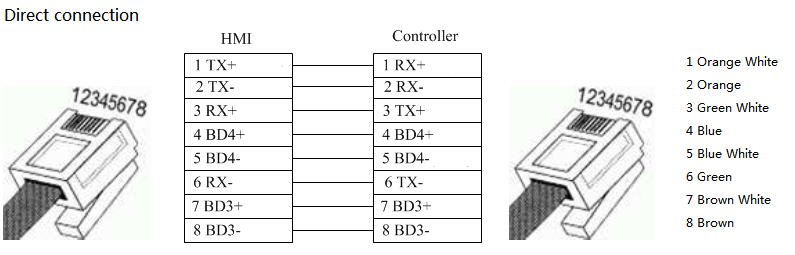 Direct connection
HMI
Controller
12345678
1 TX+
2 TX-
3 RX+
4 BD4+
5 BD4-
6 RX-
7 BD3+
8 BD3-
1 RX+
2 RX-
3 TX+
4 BD4+
5 BD4-
6 TX-
7 BD3+
8 BD3-
12345678
1 Orange White
2 Orange
3 Green White
4 Blue
5 Blue White
6 Green
7 Brown White
8 Brown